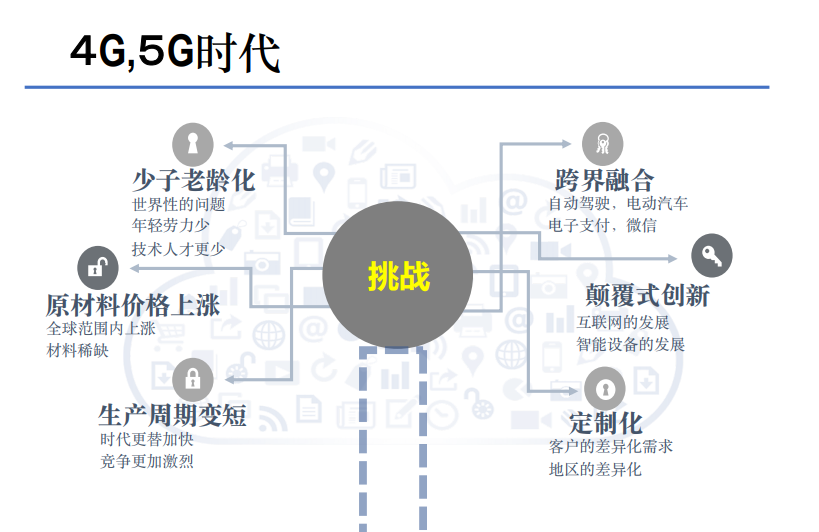 4G,5G时代
少子老龄化
世界性的问题
年轻劳力少
技术人才更少
原材料价格上涨
全球范围内上涨
材料稀缺
生产周期变短
时代更替加快
竞争更加激烈
挑战
跨界融合
自动驾驶，电动汽车
电子支付，微信
颠覆式创新
互联网的发展
智能设备的发展
定制化
客户的差异化需求
地区的差异化